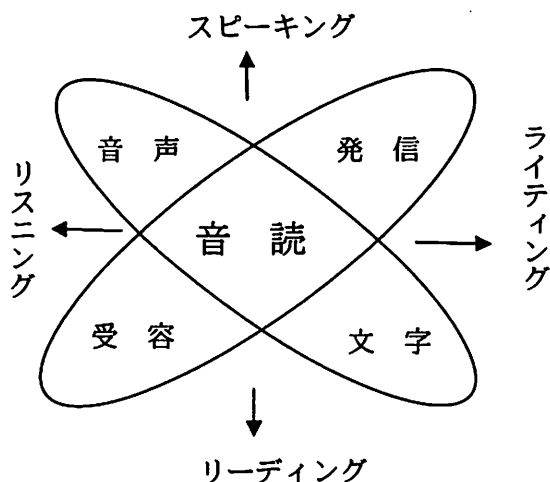 スピーキング
音声
発信
リスニング
音読
ライティング
受容
文字
リーディング